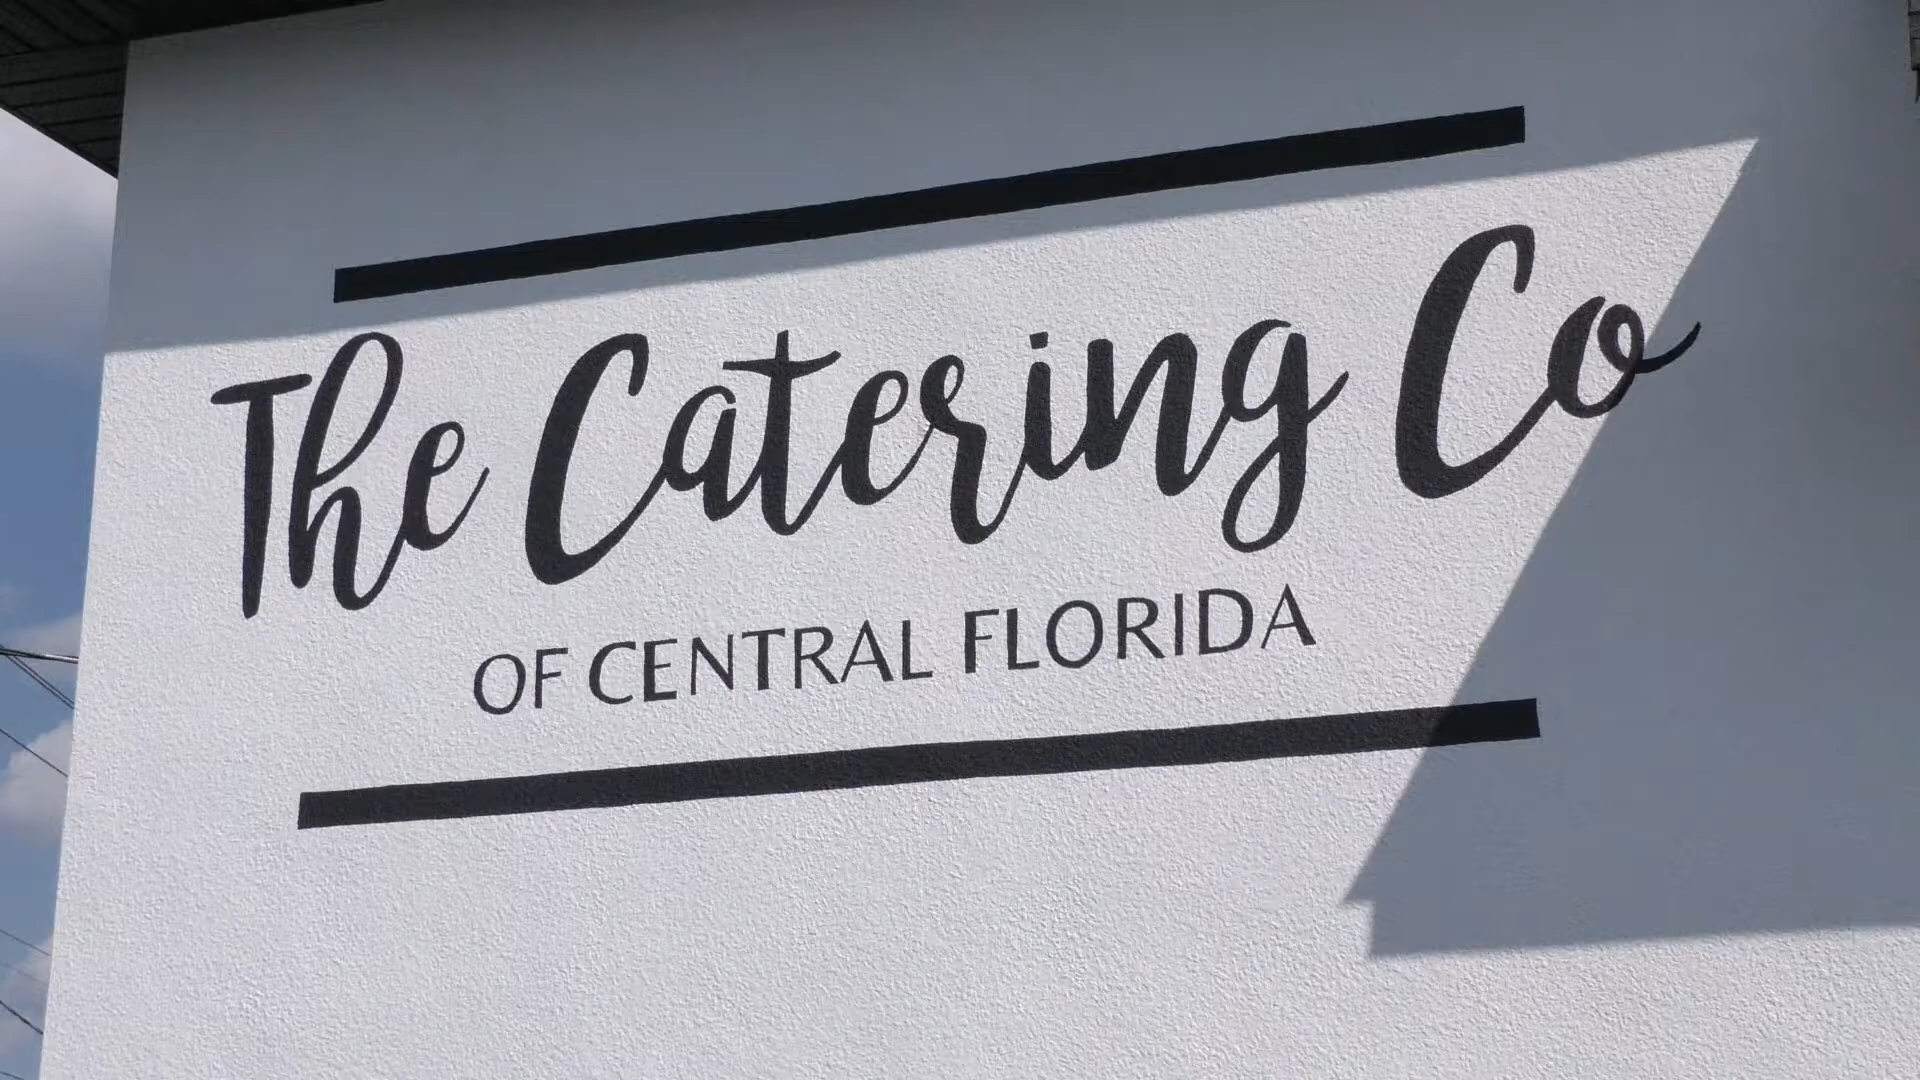 The Catering Co
OF CENTRAL FLORIDA